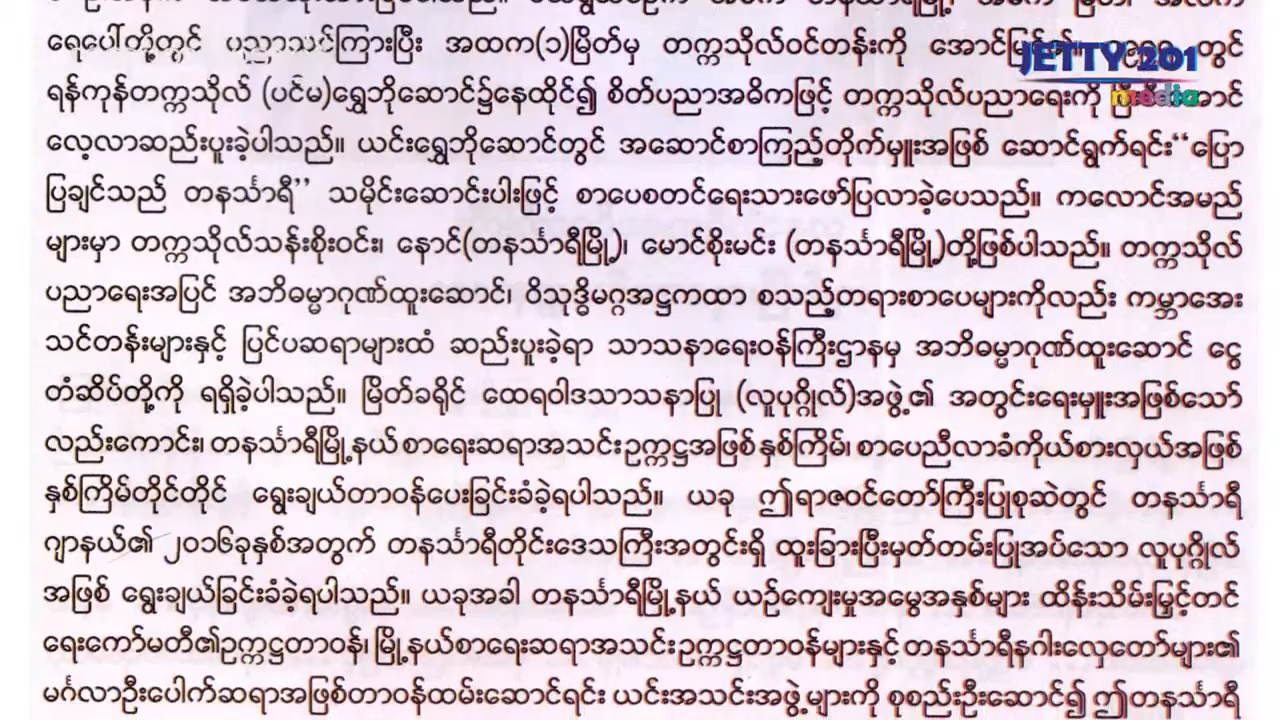 ရေပေါ်တို့တွင် ပညာသင်ကြားပြီး အထက(၁)မြိတ်မှ တက္ကသိုလ်ဝင်တန်းကို တွင်
JETTY 201
media
ရန်ကုန်တက္ကသိုလ် (ပင်မ)ရွှေဘိုဆောင်၌နေထိုင်၍ စိတ်ပညာအဓိကဖြင့် တက္ကသိုလ်ပညာရေးကို
လေ့လာဆည်းပူးခဲ့ပါသည်။ ယင်းရွှေဘိုဆောင်တွင် အဆောင်စာကြည့်တိုက်မှူးအဖြစ် ဆောင်ရွက်ရင်း“ပြော
ပြချင်သည် တနင်္သာရီ” သမိုင်းဆောင်းပါးဖြင့် စာပေစတင်ရေးသားဖော်ပြလာခဲ့ပေသည်။ ကလောင်အမည်
များမှာ တက္ကသိုလ်သန်းစိုးဝင်း၊ နောင်(တနင်္သာရီမြို့)၊ မောင်စိုးမင်း (တနင်္သာရီမြို့)တို့ဖြစ်ပါသည်။ တက္ကသိုလ်
ပညာရေးအပြင် အဘိဓမ္မာဂုဏ်ထူးဆောင်၊ ဝိသုဒ္ဓိမဂ္ဂအဋ္ဌကထာ စသည့်တရားစာပေများကိုလည်း ကမ္ဘာအေး
သင်တန်းများနှင့် ပြင်ပဆရာများထံ ဆည်းပူးခဲ့ရာ သာသနာရေးဝန်ကြီးဌာနမှ အဘိဓမ္မာဂုဏ်ထူးဆောင် ငွေ
တံဆိပ်တို့ကို ရရှိခဲ့ပါသည်။ မြိတ်ခရိုင် ထေရဝါဒသာသနာပြု (လူပုဂ္ဂိုလ်)အဖွဲ့၏ အတွင်းရေးမှူးအဖြစ်သော်
လည်းကောင်း၊ တနင်္သာရီမြို့နယ်စာရေးဆရာအသင်းဥက္ကဋ္ဌအဖြစ်နှစ်ကြိမ်၊ စာပေညီလာခံကိုယ်စားလှယ်အဖြစ်
နှစ်ကြိမ်တိုင်တိုင် ရွေးချယ်တာဝန်ပေးခြင်းခံခဲ့ရပါသည်။ ယခု ဤရာဇဝင်တော်ကြီးပြုစုဆဲတွင် တနင်္သာရီ
ဂျာနယ်၏ ၂၀၁၆ခုနှစ်အတွက် တနင်္သာရီတိုင်းဒေသကြီးအတွင်းရှိ ထူးခြားပြီးမှတ်တမ်းပြုအပ်သော လူပုဂ္ဂိုလ်
အဖြစ် ရွေးချယ်ခြင်းခံခဲ့ရပါသည်။ ယခုအခါ တနင်္သာရီမြို့နယ် ယဉ်ကျေးမှုအမွေအနှစ်များ ထိန်းသိမ်းမြှင့်တင်
ရေးကော်မတီ၏ဥက္ကဋ္ဌတာဝန်၊ မြို့နယ်စာရေးဆရာအသင်းဥက္ကဋ္ဌတာဝန်များနှင့်တနင်္သာရီနဂါးလှေတော်များ၏
မင်္ဂလာဦးပေါက်ဆရာအဖြစ်တာဝန်ထမ်းဆောင်ရင်း ယင်းအသင်းအဖွဲ့များကို စုစည်းဦးဆောင်၍ ဤတနင်္သာရီ